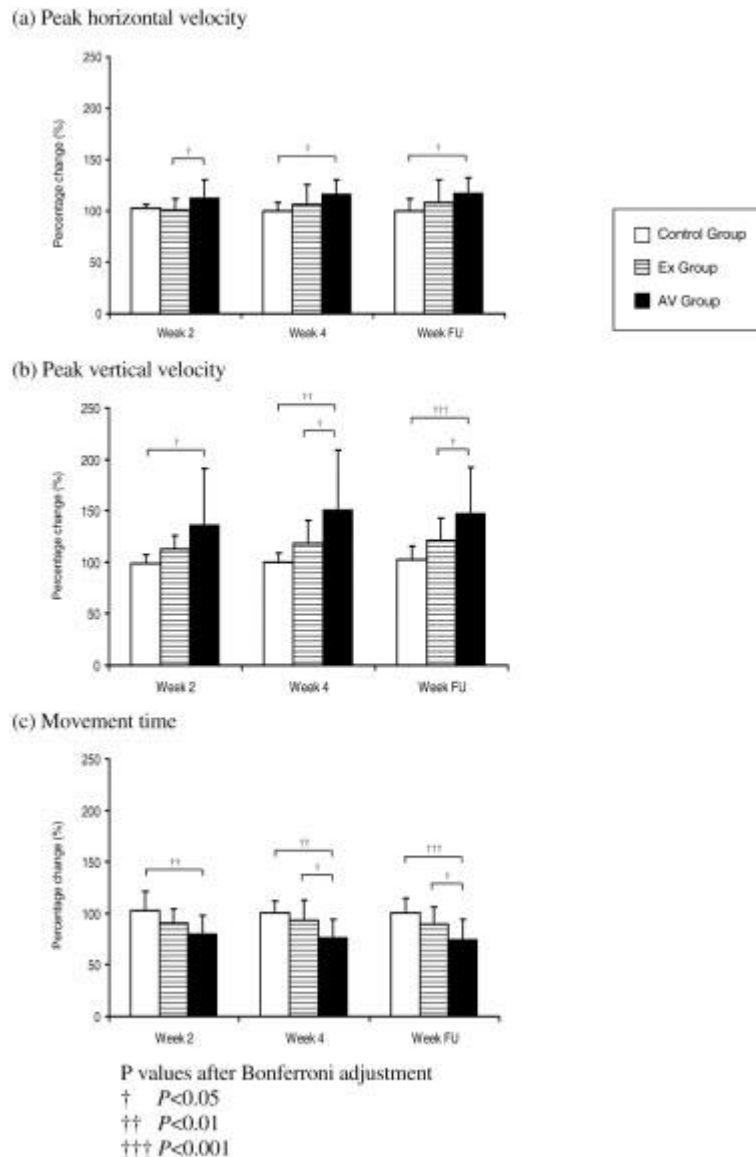 (a) Peak horizontal velocity
250
200
150
100
50
0
Percentage change (%)
†
†
†
Week 2
Week 4
Week FU
Control Group
Ex Group
AV Group
(b) Peak vertical velocity
250
200
150
100
50
0
Percentage change (%)
†
††
†
†††
†
Week 2
Week 4
Week FU
(c) Movement time
250
200
150
100
50
0
Percentage change (%)
††
††
†
†††
†
Week 2
Week 4
Week FU
P values after Bonferroni adjustment
† P<0.05
†† P<0.01
††† P<0.001